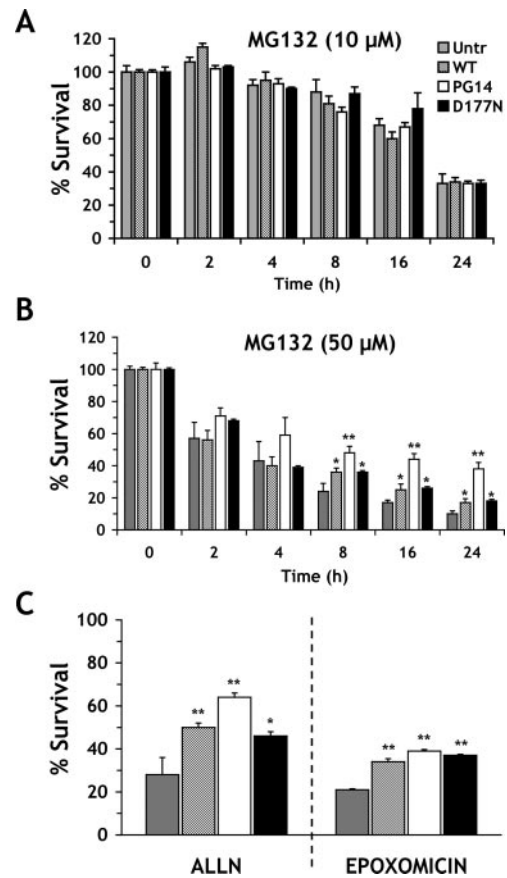 A
MG132 (10 µM)
Untr
WT
PG14
D177N
% Survival
120
100
80
60
40
20
0
0 2 4 8 16 24
Time (h)
B
MG132 (50 µM)
% Survival
120
100
80
60
40
20
0
* ** * * ** * * ** *
0 2 4 8 16 24
Time (h)
C
% Survival
100
80
60
40
20
0
** ** * ** ** **
ALLN EPOXOMICIN